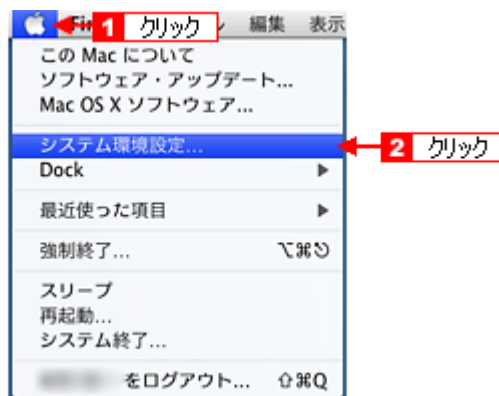 1 クリック 編集 表示
この Mac について
ソフトウェア・アップデート...
Mac OS X ソフトウェア...
システム環境設定... 2 クリック
Dock ▶
最近使った項目 ▶
強制終了... ⌥⌘⎋
スリープ
再起動...
システム終了...
をログアウト... ⇧⌘Q